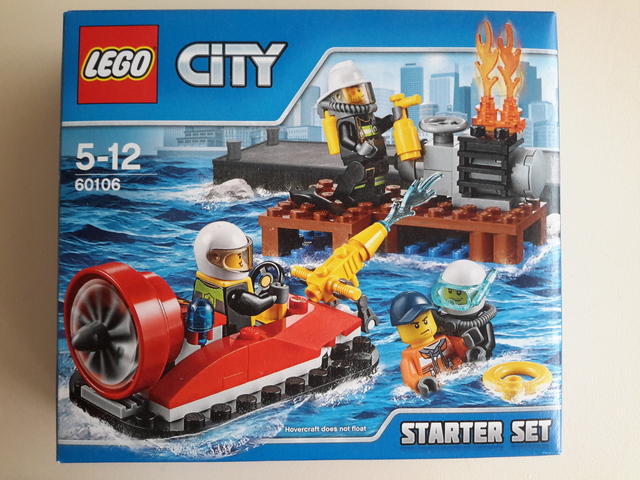 LEGO
CITY
5-12
60106
Hovercraft does not float
STARTER SET